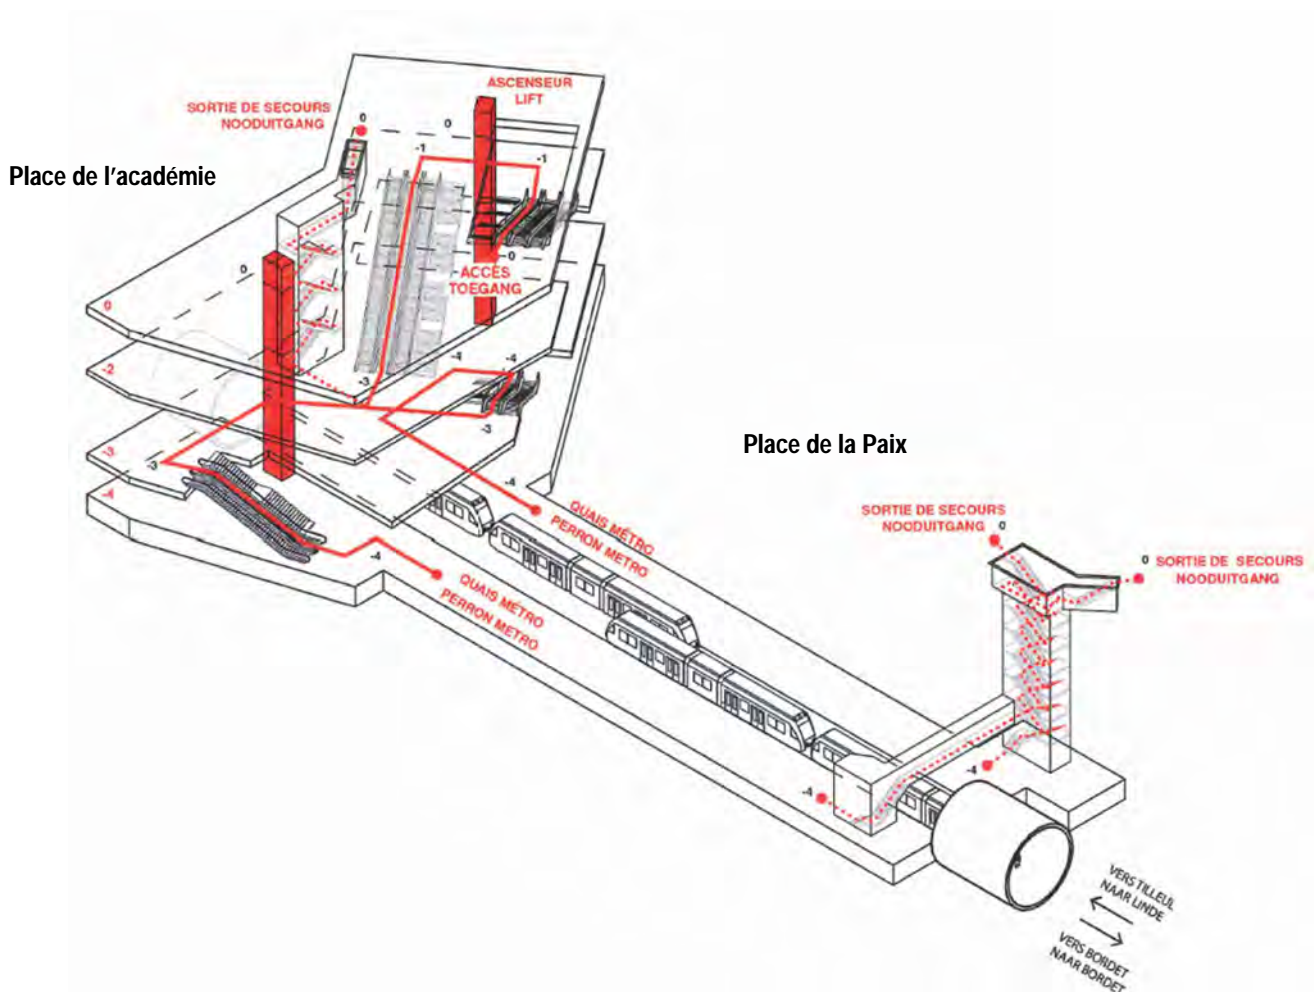 ASCENSEUR
LIFT
SORTIE DE SECOURS
NOODUITGANG
0
0
-1
-1
Place de l'académie
0
0
ACCÈS
TOEGANG
0
-4
-4
-3
-2
-3
Place de la Paix
-3
-3
-4
-4
QUAIS MÉTRO
PERRON METRO
SORTIE DE SECOURS
NOODUITGANG
0
0 SORTIE DE SECOURS
NOODUITGANG
-4
QUAIS MÉTRO
PERRON METRO
-4
-4
VERS TILLEUL
NAAR LINDE
VERS BORDET
NAAR BORDET